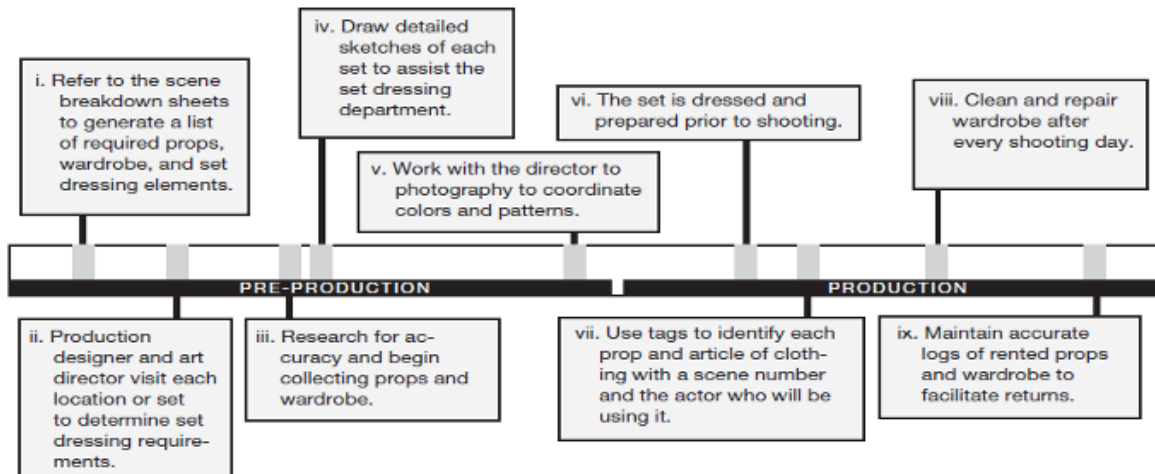 i. Refer to the scene
breakdown sheets
to generate a list
of required props,
wardrobe, and set
dressing elements.
iv. Draw detailed
sketches of each
set to assist the
set dressing
department.
v. Work with the director to
photography to coordinate
colors and patterns.
vi. The set is dressed and
prepared prior to shooting.
viii. Clean and repair
wardrobe after
every shooting day.
PRE-PRODUCTION
PRODUCTION
ii. Production
designer and art
director visit each
location or set
to determine set
dressing require-
ments.
iii. Research for ac-
curacy and begin
collecting props and
wardrobe.
vii. Use tags to identify each
prop and article of cloth-
ing with a scene number
and the actor who will be
using it.
ix. Maintain accurate
logs of rented props
and wardrobe to
facilitate returns.